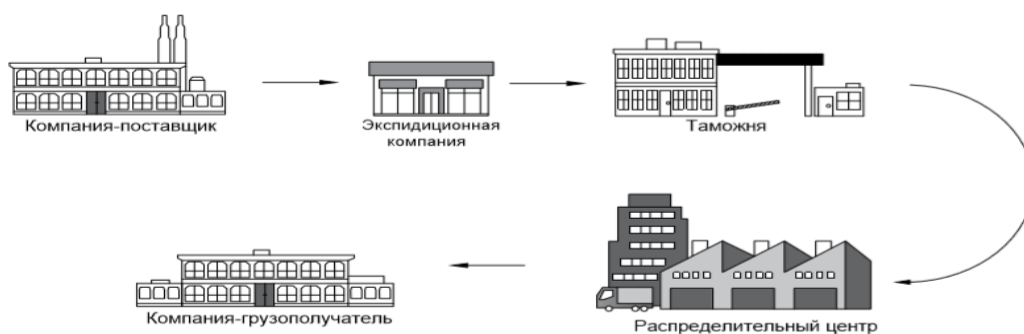 Компания-поставщик
Экспидиционная
компания
Таможня
Компания-грузополучатель
Распределительный центр